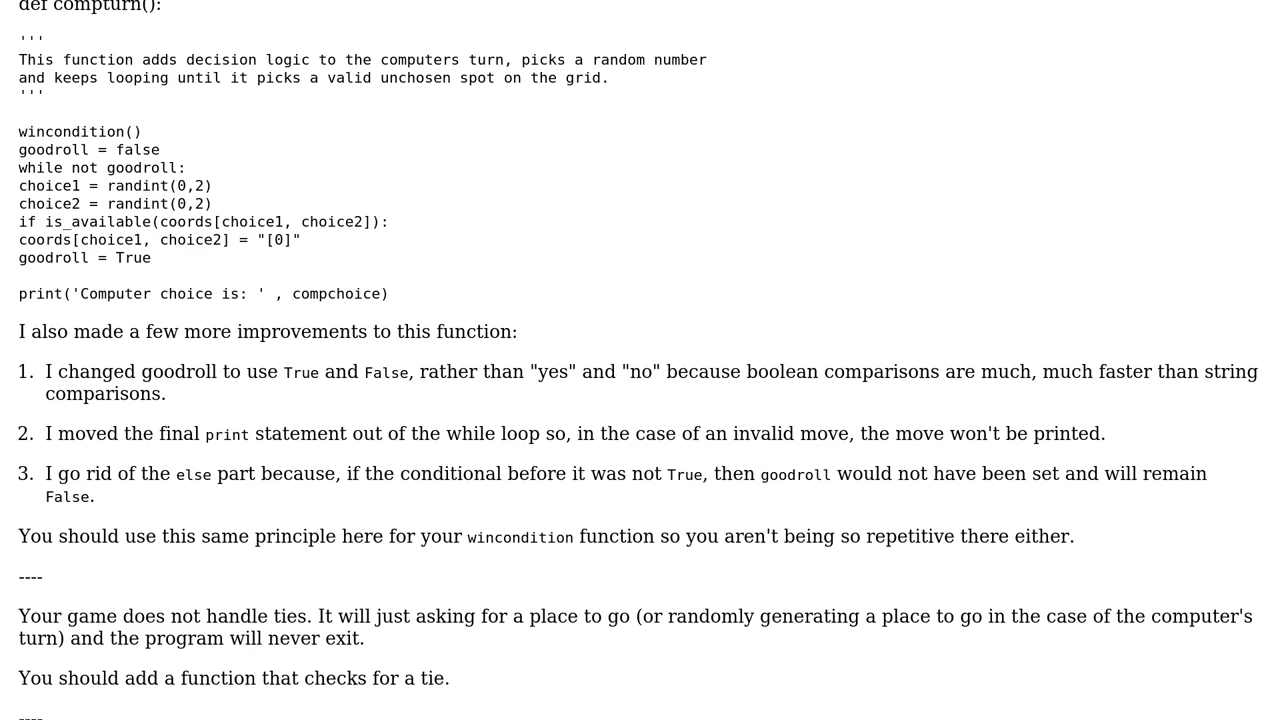 def compturn():
'''
This function adds decision logic to the computers turn, picks a random number
and keeps looping until it picks a valid unchosen spot on the grid.
'''
wincondition()
goodroll = false
while not goodroll:
choice1 = randint(0,2)
choice2 = randint(0,2)
if is_available(coords[choice1, choice2]):
coords[choice1, choice2] = "[0]"
goodroll = True
print('Computer choice is: ' , compchoice)
I also made a few more improvements to this function:
1. I changed goodroll to use True and False, rather than "yes" and "no" because boolean comparisons are much, much faster than string
comparisons.
2. I moved the final print statement out of the while loop so, in the case of an invalid move, the move won't be printed.
3. I go rid of the else part because, if the conditional before it was not True, then goodroll would not have been set and will remain
False.
You should use this same principle here for your wincondition function so you aren't being so repetitive there either.
----
Your game does not handle ties. It will just asking for a place to go (or randomly generating a place to go in the case of the computer's
turn) and the program will never exit.
You should add a function that checks for a tie.
----